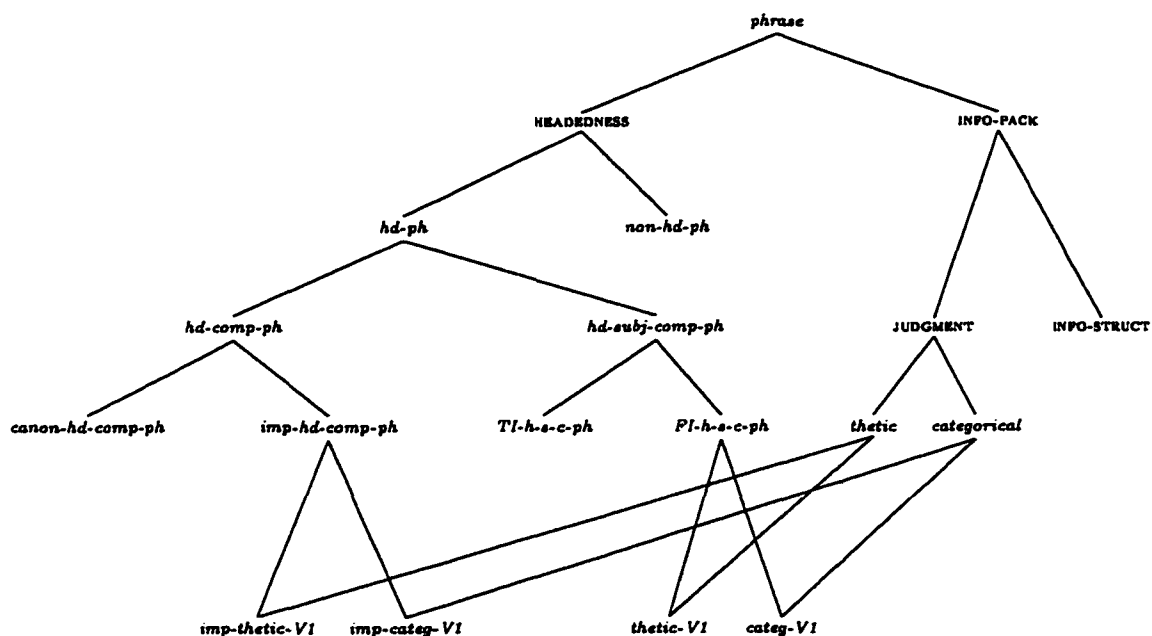 phrase
HEADEDNESS INFO-PACK
hd-ph non-hd-ph
hd-comp-ph hd-subj-comp-ph JUDGMENT INFO-STRUCT
canon-hd-comp-ph imp-hd-comp-ph TI-h-s-c-ph PI-h-s-c-ph thetic categorical
imp-thetic-V1 imp-categ-V1 thetic-V1 categ-V1